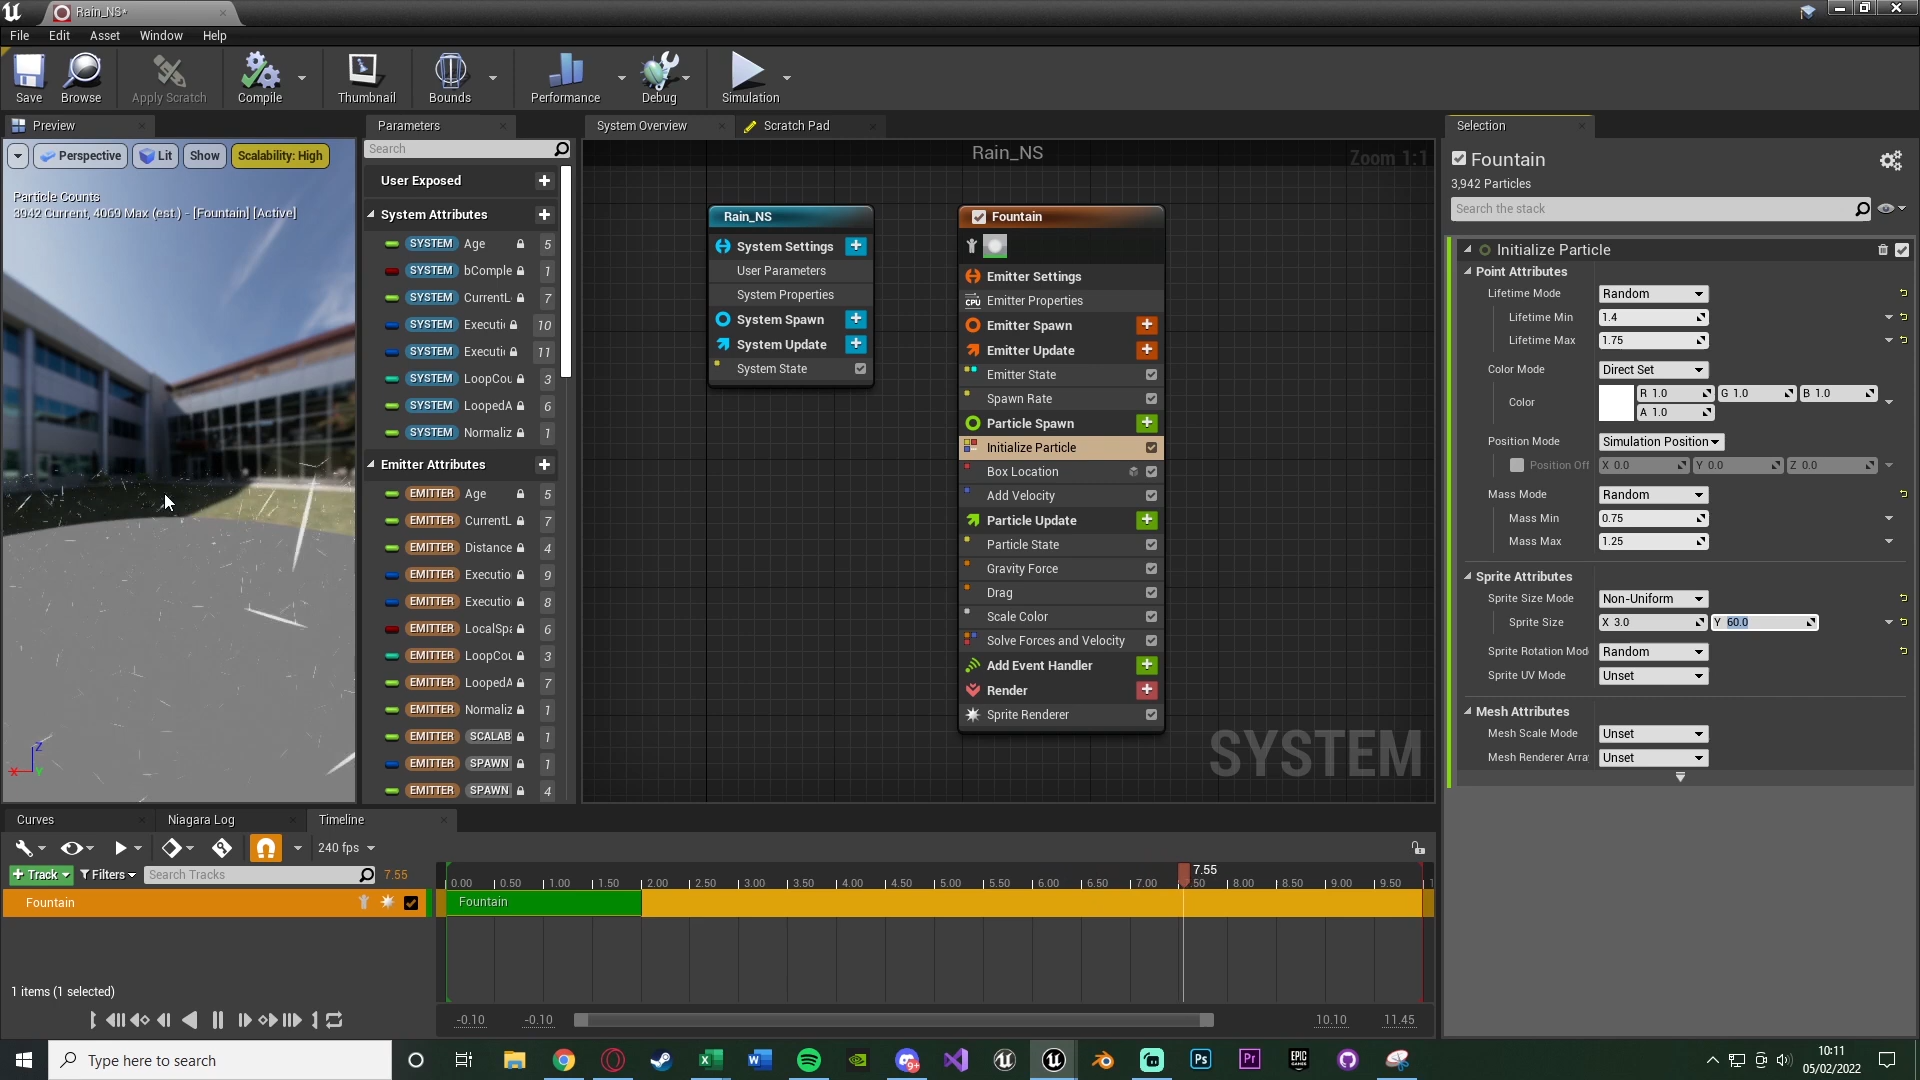 Rain_NS*
File Edit Asset Window Help
Save Browse Apply Scratch Compile Thumbnail Bounds Performance Debug Simulation
Preview
Perspective Lit Show Scalability: High
Particle Counts
3942 Current, 4069 Max (est.) - [Fountain] [Active]
Z
X Y
Parameters
Search
User Exposed
System Attributes
SYSTEM Age 5
SYSTEM bComple 1
SYSTEM CurrentL 7
SYSTEM Executi 10
SYSTEM Executi 11
SYSTEM LoopCou 3
SYSTEM LoopedA 6
SYSTEM Normaliz 1
Emitter Attributes
EMITTER Age 5
EMITTER CurrentL 7
EMITTER Distance 4
EMITTER Executio 9
EMITTER Executio 8
EMITTER LocalSpa 6
EMITTER LoopCou 3
EMITTER LoopedA 7
EMITTER Normaliz 1
EMITTER SCALAB 1
EMITTER SPAWN 1
EMITTER SPAWN 4
System Overview Scratch Pad
Rain_NS
Zoom 1:1
Rain_NS
System Settings
User Parameters
System Properties
System Spawn
System Update
System State
Fountain
Emitter Settings
CPU Emitter Properties
Emitter Spawn
Emitter Update
Emitter State
Spawn Rate
Particle Spawn
Initialize Particle
Box Location
Add Velocity
Particle Update
Particle State
Gravity Force
Drag
Scale Color
Solve Forces and Velocity
Add Event Handler
Render
Sprite Renderer
SYSTEM
Selection
Fountain
3,942 Particles
Search the stack
Initialize Particle
Point Attributes
Lifetime Mode Random
Lifetime Min 1.4
Lifetime Max 1.75
Color Mode Direct Set
Color R 1.0 G 1.0 B 1.0
A 1.0
Position Mode Simulation Position
Position Off X 0.0 Y 0.0 Z 0.0
Mass Mode Random
Mass Min 0.75
Mass Max 1.25
Sprite Attributes
Sprite Size Mode Non-Uniform
Sprite Size X 3.0 Y 60.0
Sprite Rotation Mod Random
Sprite UV Mode Unset
Mesh Attributes
Mesh Scale Mode Unset
Mesh Renderer Arra Unset
Curves Niagara Log Timeline
240 fps
+ Track Filters Search Tracks 7.55
Fountain
1 items (1 selected)
7.55
0.00 0.50 1.00 1.50 2.00 2.50 3.00 3.50 4.00 4.50 5.00 5.50 6.00 6.50 7.00 7.50 8.00 8.50 9.00 9.50 1
Fountain
-0.10 -0.10 10.10 11.45
Type here to search
Ps Pr EPIC GAMES
10:11
05/02/2022